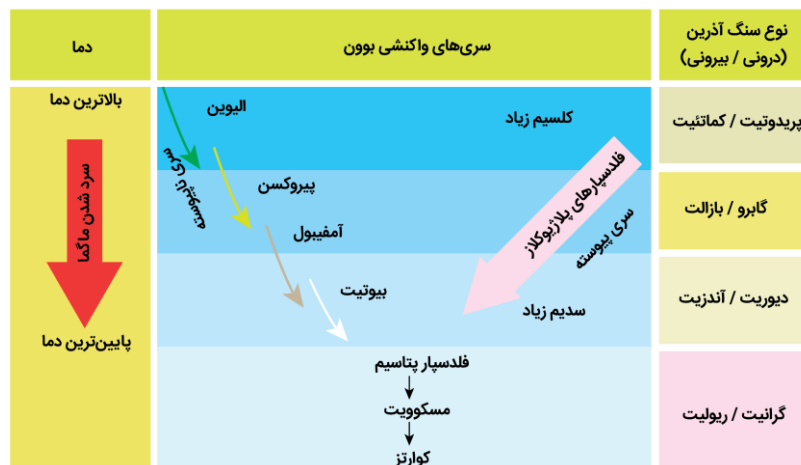 نوع سنگ آذرین
(درونی / بیرونی)
سری‌های واکنشی بوون
دما
پریدوتیت / کماتئیت
کلسیم زیاد
الیوین
بالاترین دما
گابرو / بازالت
فلدسپارهای پلاژیوکلاز
سری پیوسته
پیروکسن
آمفیبول
سری ناپیوسته
سرد شدن ماگما
دیوریت / آندزیت
سدیم زیاد
بیوتیت
پایین‌ترین دما
گرانیت / ریولیت
فلدسپار پتاسیم
مسکوویت
کوارتز